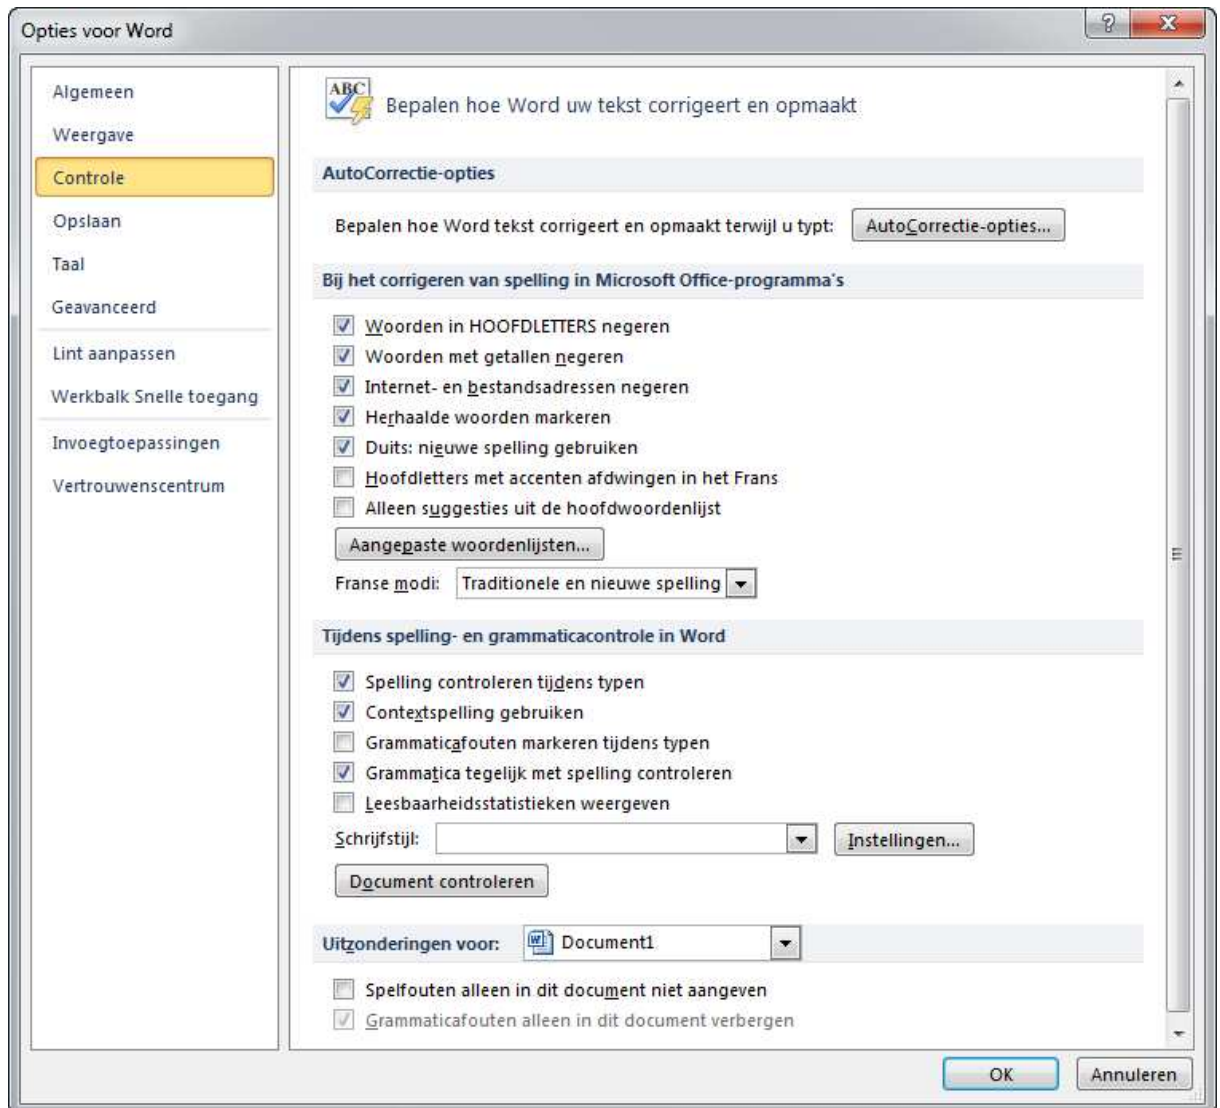 Opties voor Word
Algemeen
Weergave
Controle
Opslaan
Taal
Geavanceerd
Lint aanpassen
Werkbalk Snelle toegang
Invoegtoepassingen
Vertrouwenscentrum
ABC
Bepalen hoe Word uw tekst corrigeert en opmaakt
AutoCorrectie-opties
Bepalen hoe Word tekst corrigeert en opmaakt terwijl u typt: AutoCorrectie-opties...
Bij het corrigeren van spelling in Microsoft Office-programma's
Woorden in HOOFDLETTERS negeren
Woorden met getallen negeren
Internet- en bestandsadressen negeren
Herhaalde woorden markeren
Duits: nieuwe spelling gebruiken
Hoofdletters met accenten afdwingen in het Frans
Alleen suggesties uit de hoofdwoordenlijst
Aangepaste woordenlijsten...
Franse modi: Traditionele en nieuwe spelling
Tijdens spelling- en grammaticacontrole in Word
Spelling controleren tijdens typen
Contextspelling gebruiken
Grammaticafouten markeren tijdens typen
Grammatica tegelijk met spelling controleren
Leesbaarheidsstatistieken weergeven
Schrijfstijl: Instellingen...
Document controleren
Uitzonderingen voor: Document1
Spelfouten alleen in dit document niet aangeven
Grammaticafouten alleen in dit document verbergen
OK Annuleren